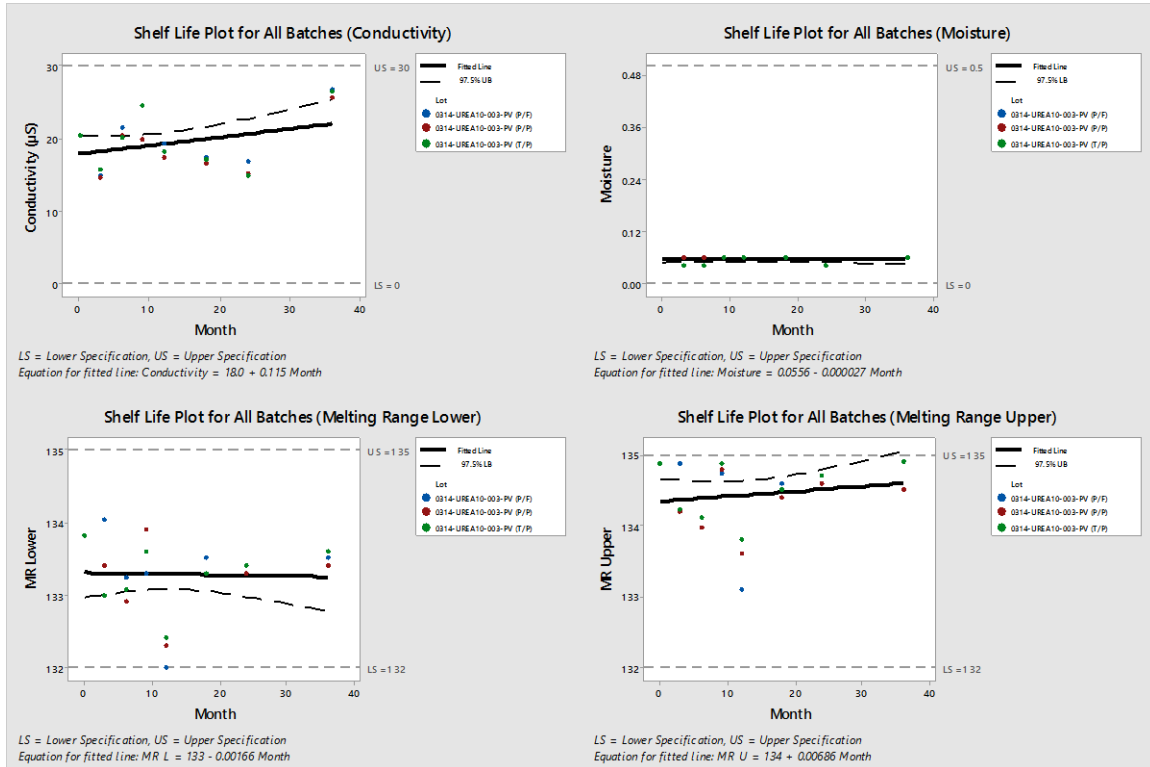 Shelf Life Plot for All Batches (Conductivity)
30
20
10
0
Conductivity (µS)
US = 30
LS = 0
0 10 20 30 40
Month
Fitted Line
97.5% UB
Lot
0314-UREA10-003-PV (P/F)
0314-UREA10-003-PV (P/P)
0314-UREA10-003-PV (T/P)
LS = Lower Specification, US = Upper Specification
Equation for fitted line: Conductivity = 18.0 + 0.115 Month
Shelf Life Plot for All Batches (Moisture)
0.48
0.36
0.24
0.12
0.00
Moisture
US = 0.5
LS = 0
0 10 20 30 40
Month
Fitted Line
97.5% LB
Lot
0314-UREA10-003-PV (P/F)
0314-UREA10-003-PV (P/P)
0314-UREA10-003-PV (T/P)
LS = Lower Specification, US = Upper Specification
Equation for fitted line: Moisture = 0.0556 - 0.000027 Month
Shelf Life Plot for All Batches (Melting Range Lower)
135
134
133
132
MR Lower
US = 135
LS = 132
0 10 20 30 40
Month
Fitted Line
97.5% LB
Lot
0314-UREA10-003-PV (P/F)
0314-UREA10-003-PV (P/P)
0314-UREA10-003-PV (T/P)
LS = Lower Specification, US = Upper Specification
Equation for fitted line: MR L = 133 - 0.00166 Month
Shelf Life Plot for All Batches (Melting Range Upper)
135
134
133
132
MR Upper
US = 135
LS = 132
0 10 20 30 40
Month
Fitted Line
97.5% UB
Lot
0314-UREA10-003-PV (P/F)
0314-UREA10-003-PV (P/P)
0314-UREA10-003-PV (T/P)
LS = Lower Specification, US = Upper Specification
Equation for fitted line: MR U = 134 + 0.00686 Month